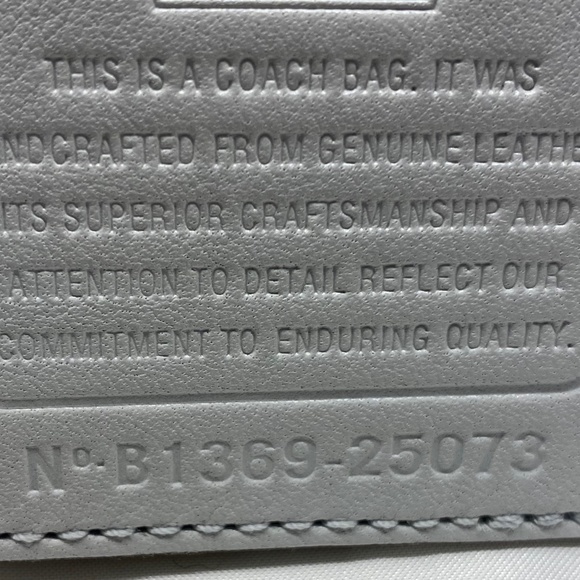 THIS IS A COACH BAG. IT WAS
NDCRAFTED FROM GENUINE LEATHE
ITS SUPERIOR CRAFTSMANSHIP AND
ATTENTION TO DETAIL REFLECT OUR
COMMITMENT TO ENDURING QUALITY.
Nº.B1369-25073